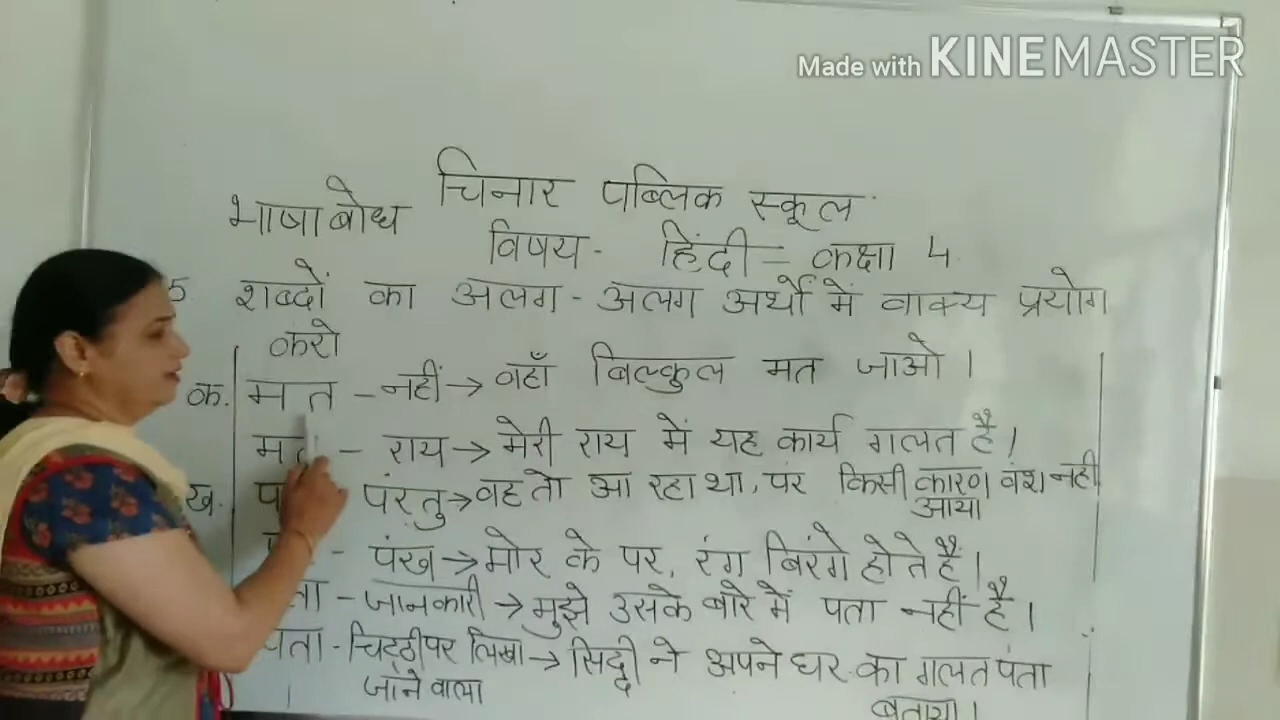 Made with KINEMASTER
चिनार पब्लिक स्कूल
भाषा बोध
विषय - हिंदी - कक्षा 4
5 शब्दों का अलग - अलग अर्थों में वाक्य प्रयोग
करो
क. मत - नहीं → वहाँ बिल्कुल मत जाओ ।
मत - राय → मेरी राय में यह कार्य गलत है ।
ख. परंतु → वह तो आ रहा था, पर किसी कारण वंश नहीं
आया
- पंख → मोर के पर, रंग बिरंगे होते है ।
- जानकारी → मुझे उसके बारे में पता नहीं है ।
पता - चिट्ठी पर लिखा → सिद्दी ने अपने घर का गलत पता
जाने वाला
बताया ।